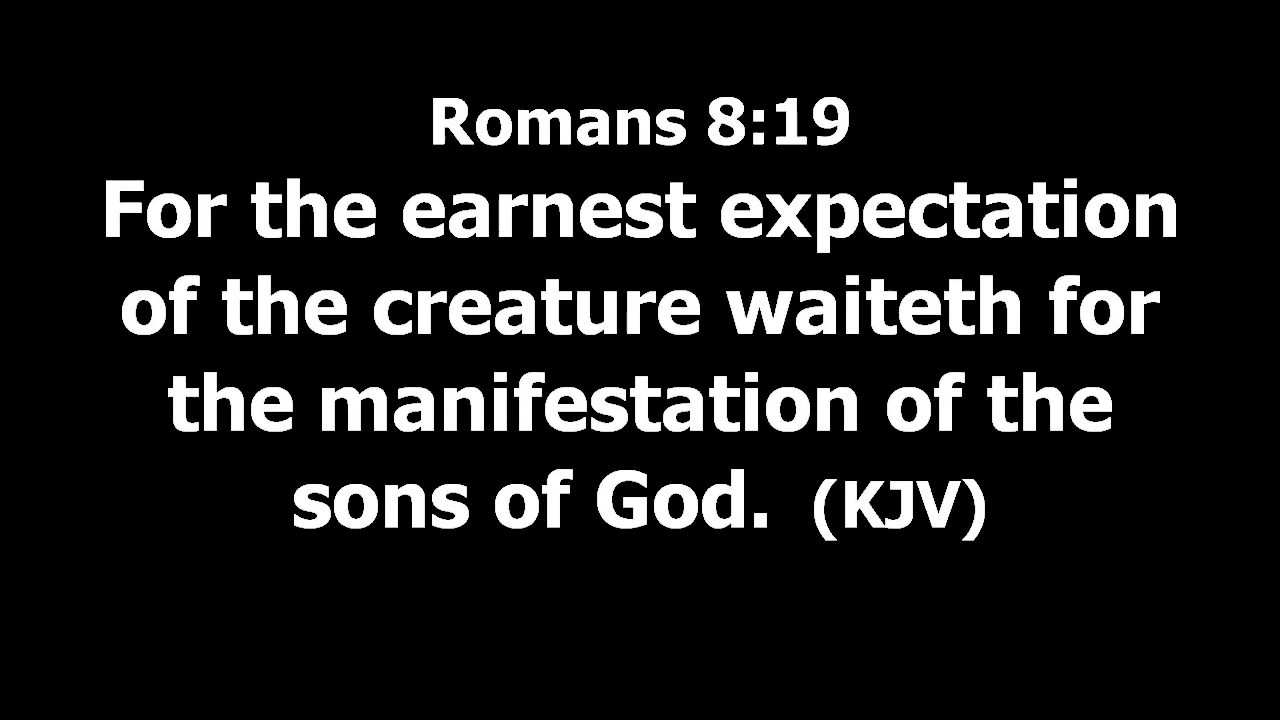 Romans 8:19
For the earnest expectation
of the creature waiteth for
the manifestation of the
sons of God. (KJV)